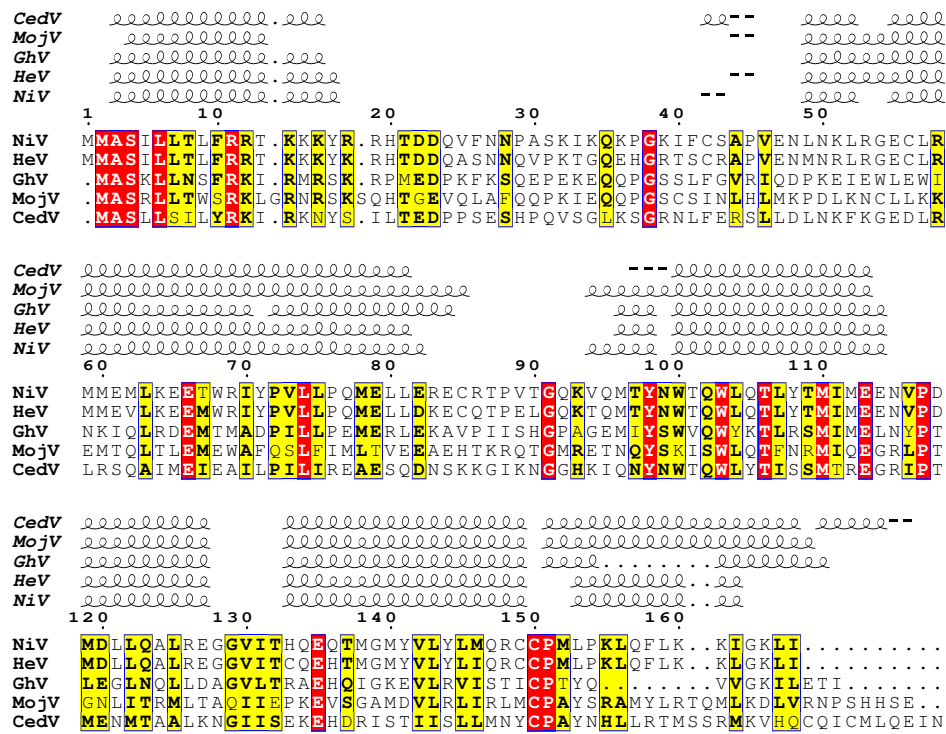 CedV
MojV
GhV
HeV
NiV
1 10 20 30 40 50
NiV MMASILLTLFRRT.KKKYR.RHTDDQVFNNPASKIKQKPGKIFCSAPVENLNKLRGECLR
HeV MMASILLTLFRRT.KKKYK.RHTDDQASNNQVPKTGQEHGRTSCRAPVENMNRLRGECLR
GhV .MASKLLNSFRKI.RMRSK.RPMEDPKFKSQEPEKEQQPGSSLFGVRIQDPKEIEWLEWI
MojV .MASRLLTWSRKLGRNRSKSQHTGEVQLAFQQPKIEQQPGSCSINLHLMKPDLKNCLLKK
CedV .MASLLSILYRKI.RKNYS.ILTEDPPSESHPQVSGLKSGRNLFERSLLDLNKFKGEDLR
CedV
MojV
GhV
HeV
NiV
60 70 80 90 100 110
NiV MMEMLKEETWRIYPVLLPQMELLERECRTPVTGQKVQMTYNWTQWLQTLYTMIMEENVPD
HeV MMEVLKEEMWRIYPVLLPQMELLDKECQTPELGQKTQMTYNWTQWLQTLYTMIMEENVPD
GhV NKIQLRDEMTMADPILLPEMERLEKAVPIISHGPAGEMIYSWVQWYKTLRSMIMELNYPT
MojV EMTQLTLEMEWAFQSLFIMLTVEEAEHTKRQTGMRETNQYSKISWLQTFNRMIQEGRLPT
CedV LRSQAIMEIEAILPILIREAESQDNSKKGIKNGGHKIQNYNWTQWLYTISSMTREGRIPT
CedV
MojV
GhV
HeV
NiV
120 130 140 150 160
NiV MDLLQALREGGVITHQEQTMGMYVLYLMQRCCPMLPKLQFLK..KIGKLI..........
HeV MDLLQALREGGVITCQEHTMGMYVLYLIQRCCPMLPKLQFLK..KLGKLI..........
GhV LEGLNQLLDAGVLTRAEHQIGKEVLRVISTICPTYQ........VVGKILETI.......
MojV GNLITRMLTAQIIEPKEVSGAMDVLRLIRLMCPAYSRAMYLRTQMLKDLVRNPSHHSE..
CedV MENMTAALKNGIISEKEHDRISTIISLLMNYCPAYNHLLRTMSSRMKVHQCQICMLQEIN